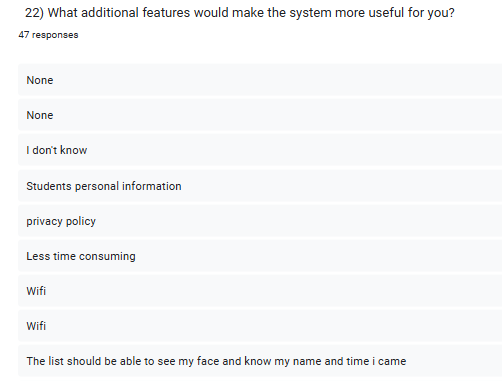 22) What additional features would make the system more useful for you?
47 responses
None
None
I don't know
Students personal information
privacy policy
Less time consuming
Wifi
Wifi
The list should be able to see my face and know my name and time i came